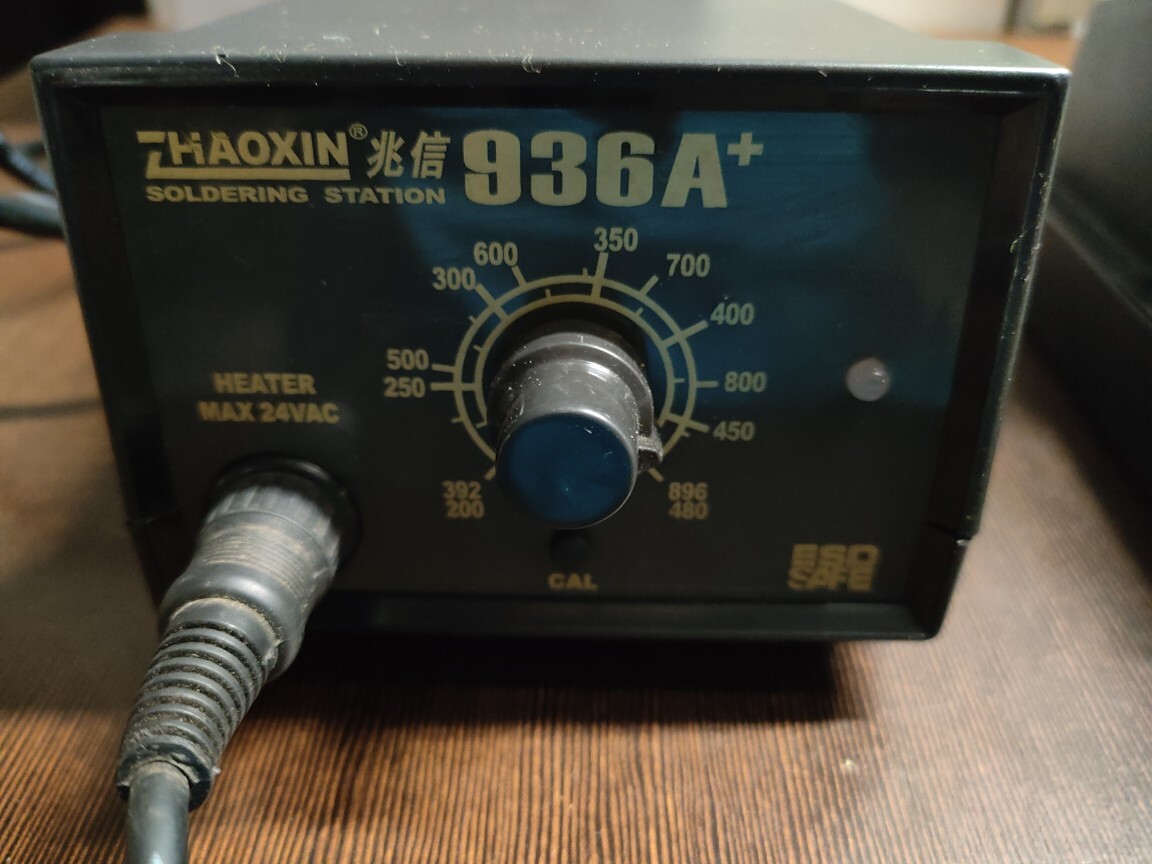 ZHAOXIN® 兆信 936A+
SOLDERING STATION
350
600
700
300
400
500
250
800
450
HEATER
MAX 24VAC
392
200
896
480
CAL
ESD
SAFE